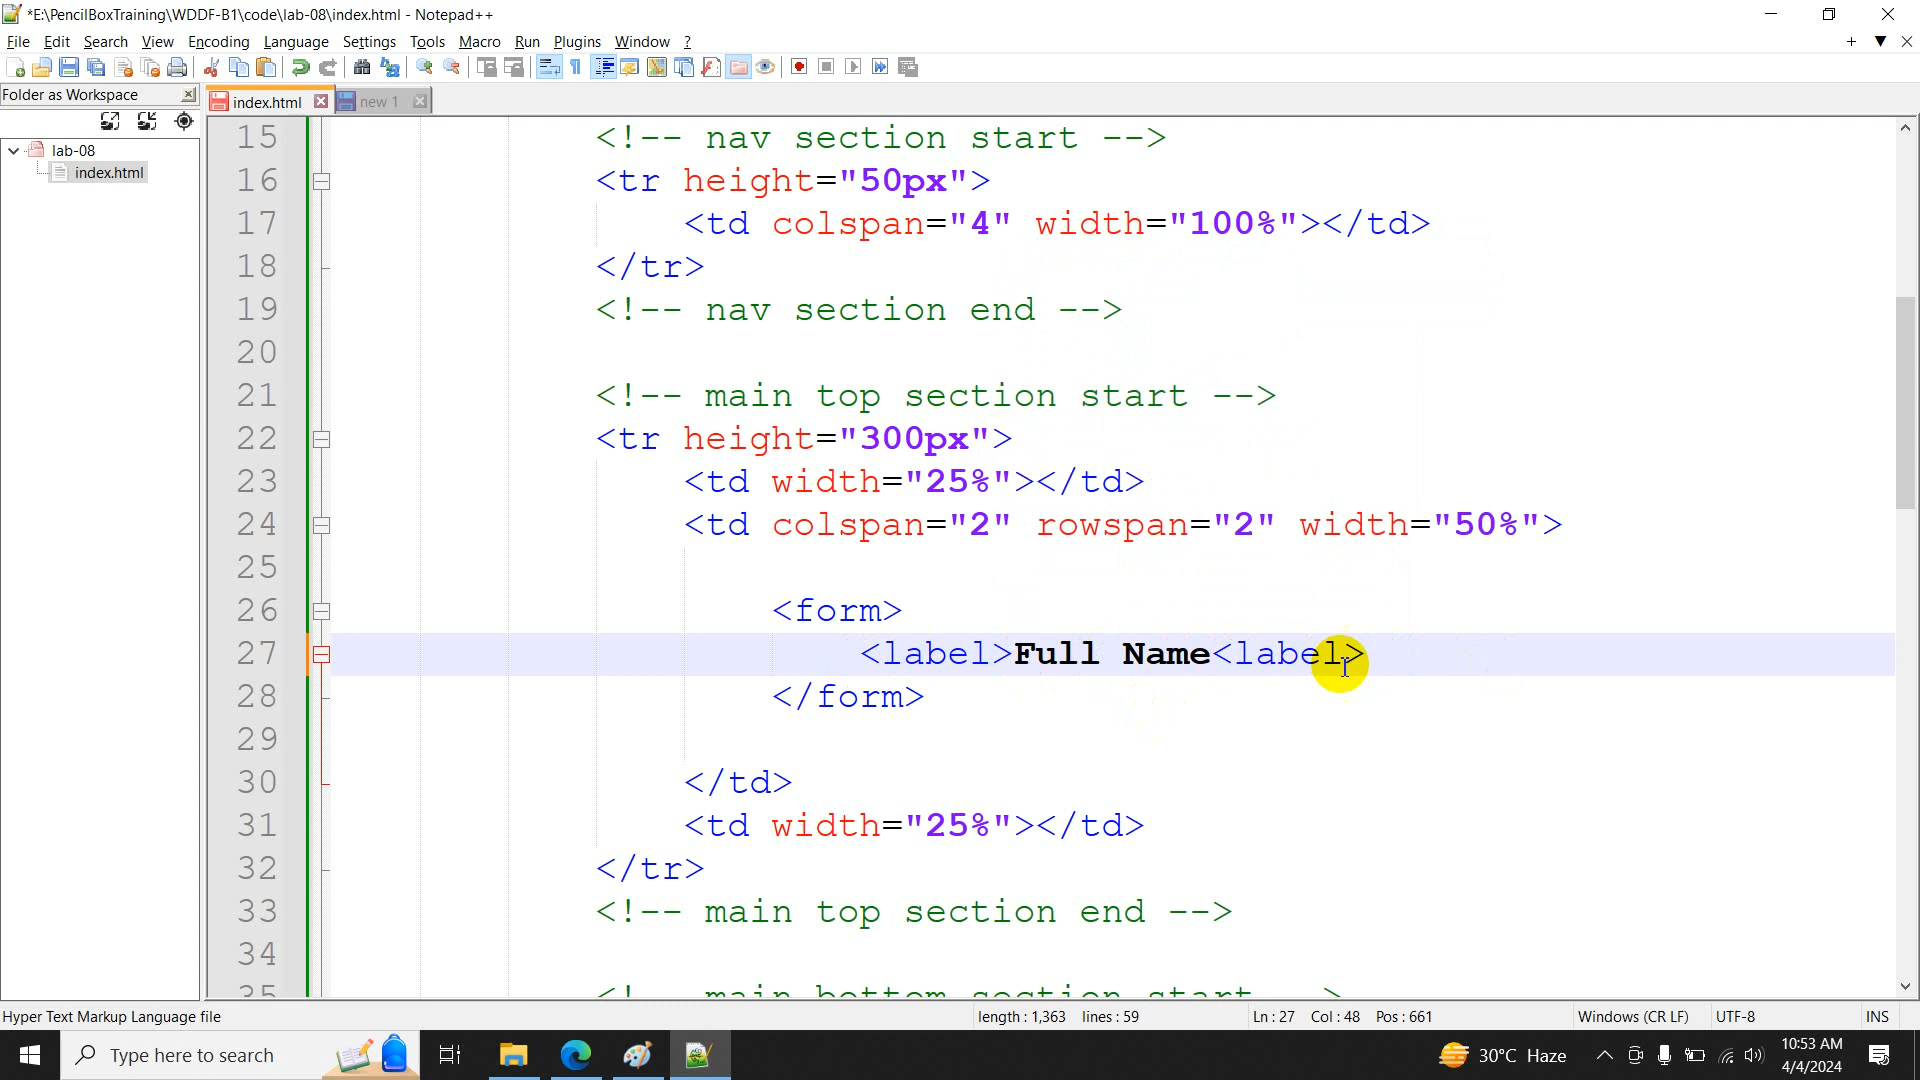 *E:\PencilBoxTraining\WDDF-B1\code\lab-08\index.html - Notepad++
File Edit Search View Encoding Language Settings Tools Macro Run Plugins Window ?
Folder as Workspace
index.html new 1
lab-08
index.html
15 <!-- nav section start -->
16 <tr height="50px">
17 <td colspan="4" width="100%"></td>
18 </tr>
19 <!-- nav section end -->
20
21 <!-- main top section start -->
22 <tr height="300px">
23 <td width="25%"></td>
24 <td colspan="2" rowspan="2" width="50%">
25
26 <form>
27 <label>Full Name<label>
28 </form>
29
30 </td>
31 <td width="25%"></td>
32 </tr>
33 <!-- main top section end -->
34
35 <!-- main bottom section start -->
Hyper Text Markup Language file length : 1,363 lines : 59 Ln : 27 Col : 48 Pos : 661 Windows (CR LF) UTF-8 INS
Type here to search 30°C Haze 10:53 AM
4/4/2024